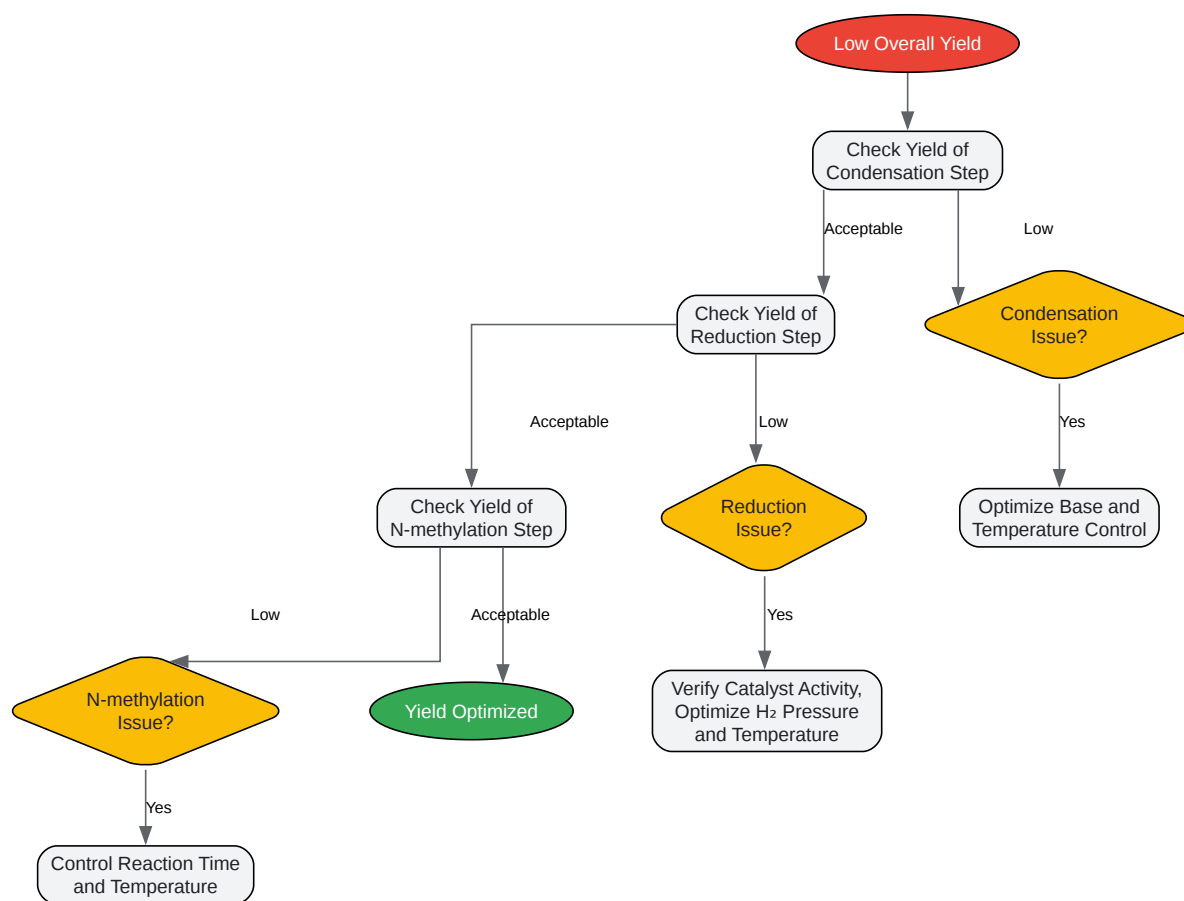 Low Overall Yield
Check Yield of
Condensation Step
Acceptable
Low
Check Yield of
Reduction Step
Condensation
Issue?
Acceptable
Low
Yes
Check Yield of
N-methylation Step
Reduction
Issue?
Optimize Base and
Temperature Control
Low
Acceptable
Yes
N-methylation
Issue?
Yield Optimized
Verify Catalyst Activity,
Optimize H₂ Pressure
and Temperature
Yes
Control Reaction Time
and Temperature